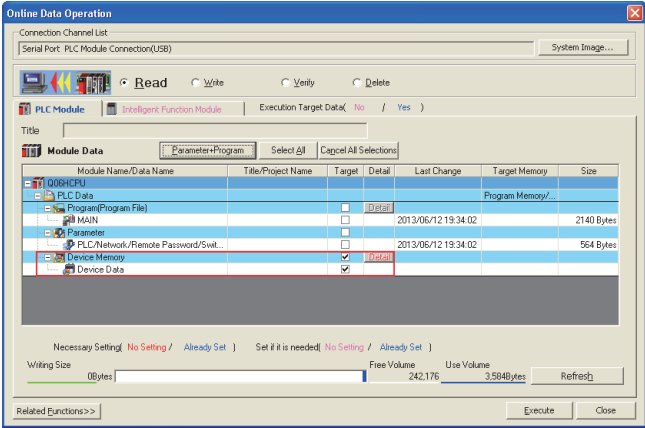 Online Data Operation
Connection Channel List
Serial Port PLC Module Connection(USB)
System Image...
Read Write Verify Delete
PLC Module Intelligent Function Module Execution Target Data( No / Yes )
Title
Module Data Parameter+Program Select All Cancel All Selections
Module Name/Data Name Title/Project Name Target Detail Last Change Target Memory Size
Q06HCPU
PLC Data Program Memory/...
Program(Program File) Detail
MAIN 2013/06/12 19:34:02 2140 Bytes
Parameter
PLC/Network/Remote Password/Swit... 2013/06/12 19:34:02 564 Bytes
Device Memory Detail
Device Data
Necessary Setting( No Setting / Already Set ) Set if it is needed( No Setting / Already Set )
Writing Size Free Volume Use Volume
0Bytes 242,176 3,584Bytes Refresh
Related Functions>> Execute Close